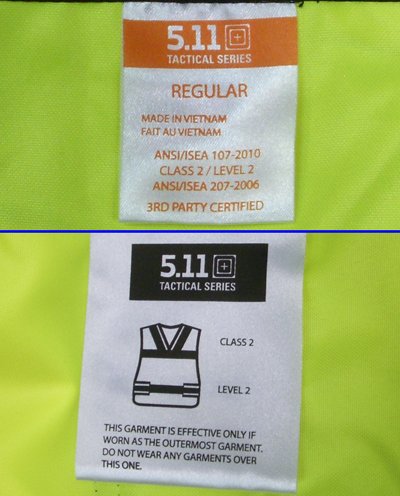 5.11
TACTICAL SERIES
REGULAR
MADE IN VIETNAM
FAIT AU VIETNAM
ANSI/ISEA 107-2010
CLASS 2 / LEVEL 2
ANSI/ISEA 207-2006
3RD PARTY CERTIFIED
5.11
TACTICAL SERIES
CLASS 2
LEVEL 2
THIS GARMENT IS EFFECTIVE ONLY IF
WORN AS THE OUTERMOST GARMENT.
DO NOT WEAR ANY GARMENTS OVER
THIS ONE.